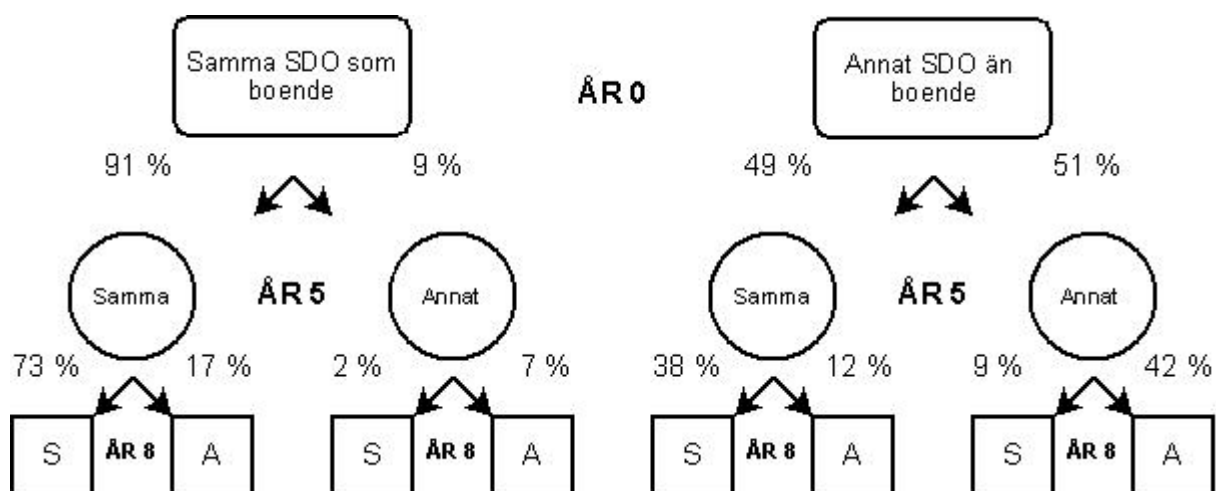 Samma SDO som
boende
ÅR 0
Annat SDO än
boende
91 %
9 %
49 %
51 %
Samma
ÅR 5
Annat
Samma
ÅR 5
Annat
73 %
17 %
2 %
7 %
38 %
12 %
9 %
42 %
S
ÅR 8
A
S
ÅR 8
A
S
ÅR 8
A
S
ÅR 8
A